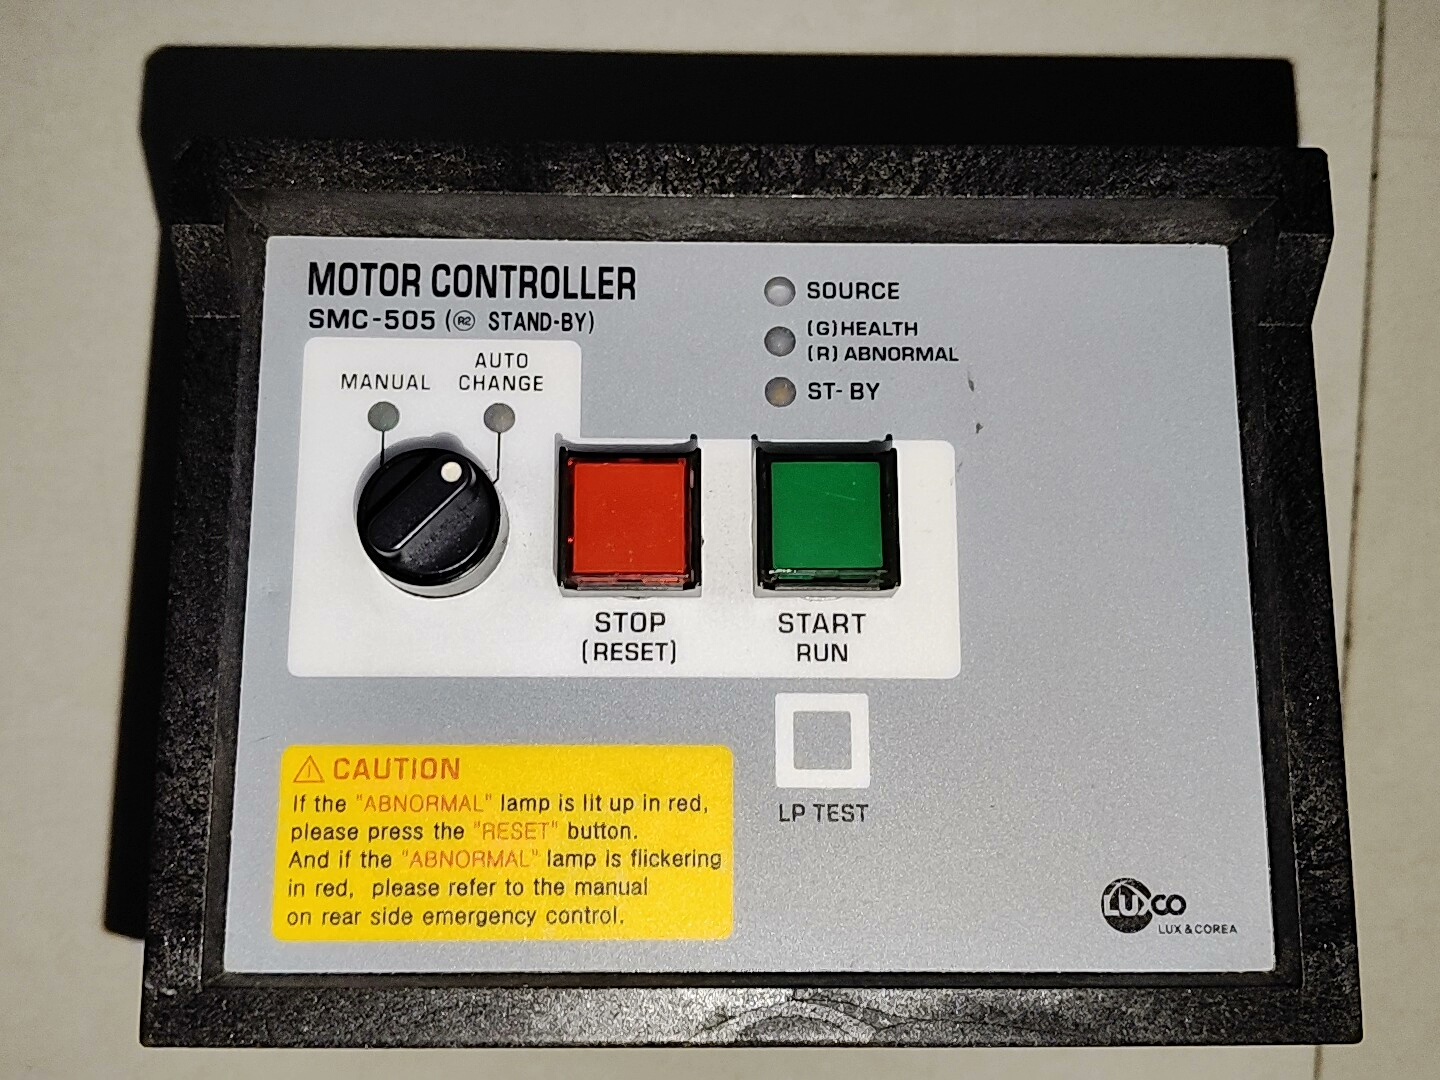 MOTOR CONTROLLER
SMC-505 (R2 STAND-BY)
SOURCE
(G)HEALTH
(R) ABNORMAL
ST-BY
MANUAL
AUTO
CHANGE
STOP
(RESET)
START
RUN
LP TEST
⚠ CAUTION
If the "ABNORMAL" lamp is lit up in red,
please press the "RESET" button.
And if the "ABNORMAL" lamp is flickering
in red, please refer to the manual
on rear side emergency control.
LUXCO
LUX & COREA